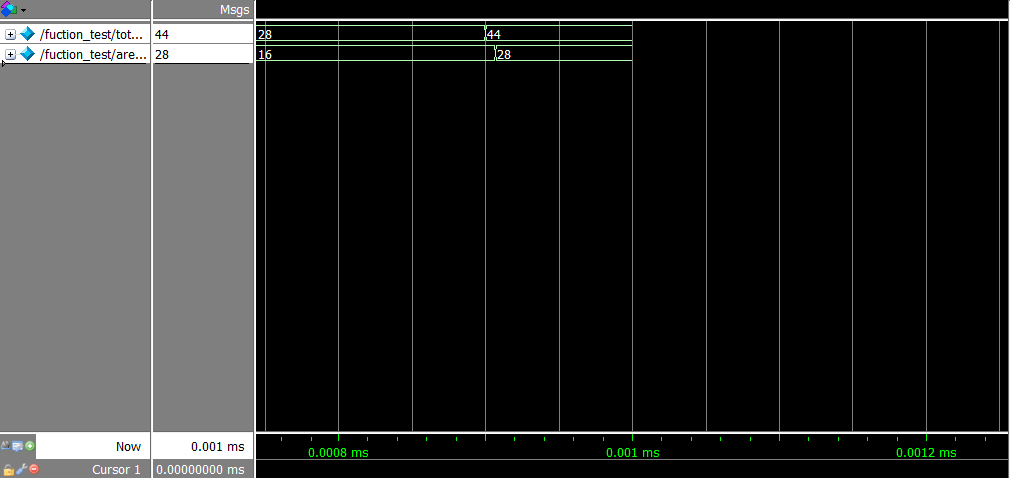 Msgs
/fuction_test/tot... 44 28 44
/fuction_test/are... 28 16 28
Now 0.001 ms 0.0008 ms 0.001 ms 0.0012 ms
Cursor 1 0.00000000 ms